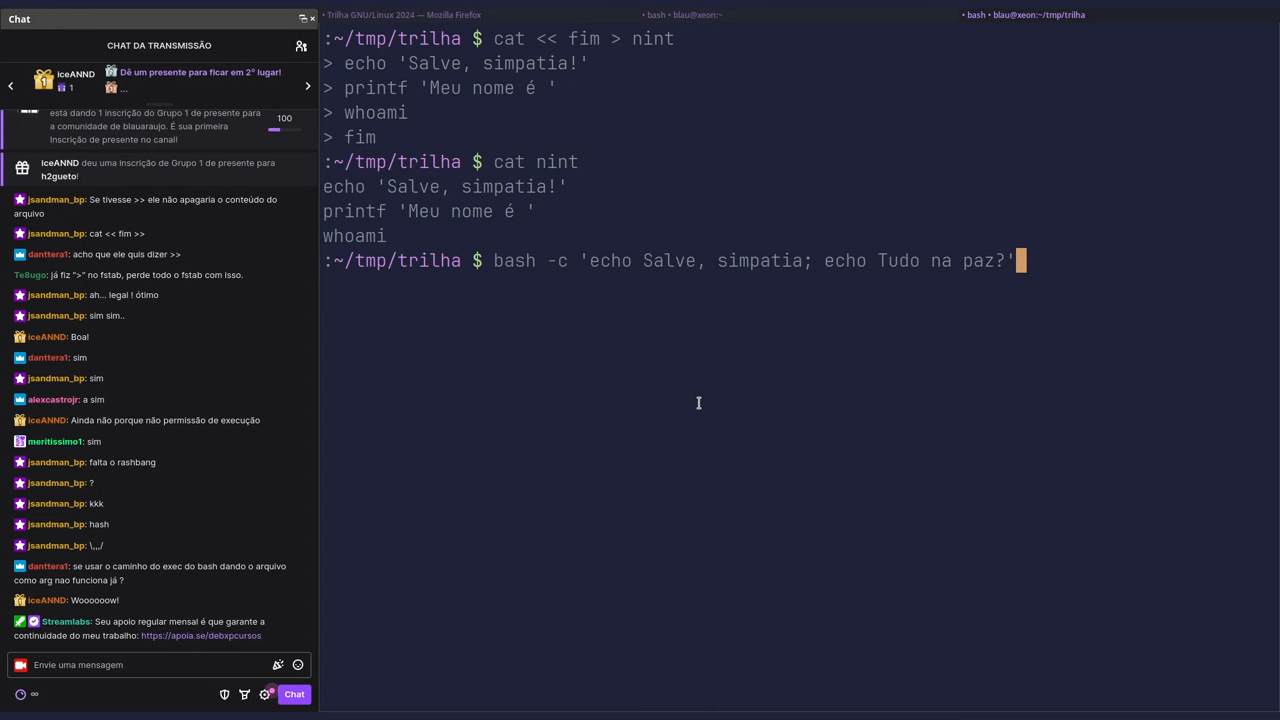 Chat
CHAT DA TRANSMISSÃO
iceANND
1
Dê um presente para ficar em 2º lugar!
...
está dando 1 inscrição do Grupo 1 de presente para
a comunidade de blauaraujo. É sua primeira
Inscrição de presente no canal!
100
iceANND deu uma inscrição de Grupo 1 de presente para
h2gueto!
jsandman_bp: Se tivesse >> ele não apagaria o conteúdo do
arquivo
jsandman_bp: cat << fim >>
danttera1: acho que ele quis dizer >>
TeBugo: já fiz ">" no fstab, perde todo o fstab com isso.
jsandman_bp: ah... legal ! ótimo
jsandman_bp: sim sim..
iceANND: Boa!
danttera1: sim
jsandman_bp: sim
alexcastrojr: a sim
iceANND: Ainda não porque não permissão de execução
meritissimo1: sim
jsandman_bp: falta o rashbang
jsandman_bp: ?
jsandman_bp: kkk
jsandman_bp: hash
jsandman_bp: \,,,/
danttera1: se usar o caminho do exec do bash dando o arquivo
como arg nao funciona já ?
iceANND: Woooooow!
Streamlabs: Seu apoio regular mensal é que garante a
continuidade do meu trabalho: https://apoia.se/debxpcursos
Envie uma mensagem
∞
Chat
• Trilha GNU/Linux 2024 — Mozilla Firefox
• bash • blau@xeon:~
• bash • blau@xeon:~/tmp/trilha
:~/tmp/trilha $ cat << fim > nint
> echo 'Salve, simpatia!'
> printf 'Meu nome é '
> whoami
> fim
:~/tmp/trilha $ cat nint
echo 'Salve, simpatia!'
printf 'Meu nome é '
whoami
:~/tmp/trilha $ bash -c 'echo Salve, simpatia; echo Tudo na paz?'